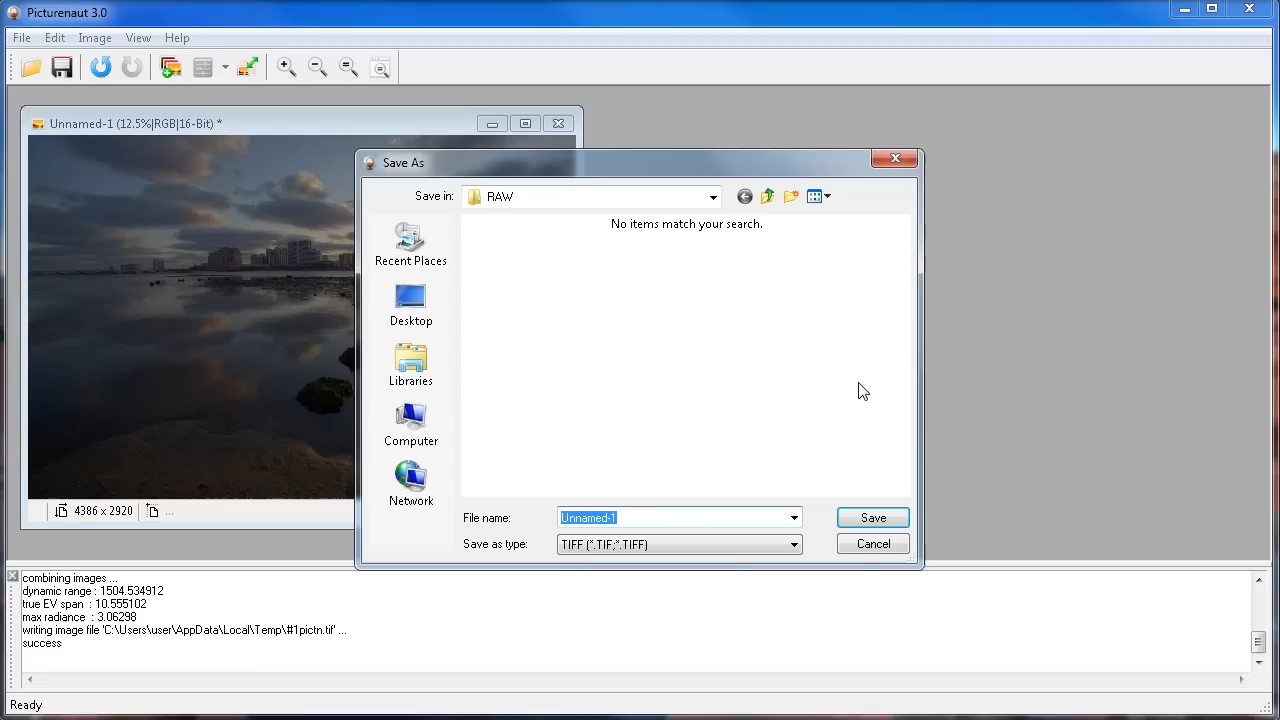 Picturenaut 3.0
File Edit Image View Help
Unnamed-1 (12.5%|RGB|16-Bit) *
Save As
Save in: RAW
No items match your search.
Recent Places
Desktop
Libraries
Computer
Network
File name: Unnamed-1 Save
Save as type: TIFF (*.TIF;*.TIFF) Cancel
4386 x 2920 ...
combining images ...
dynamic range : 1504.534912
true EV span : 10.555102
max radiance : 3.06298
writing image file 'C:\Users\user\AppData\Local\Temp\#1pictn.tif' ...
success
Ready